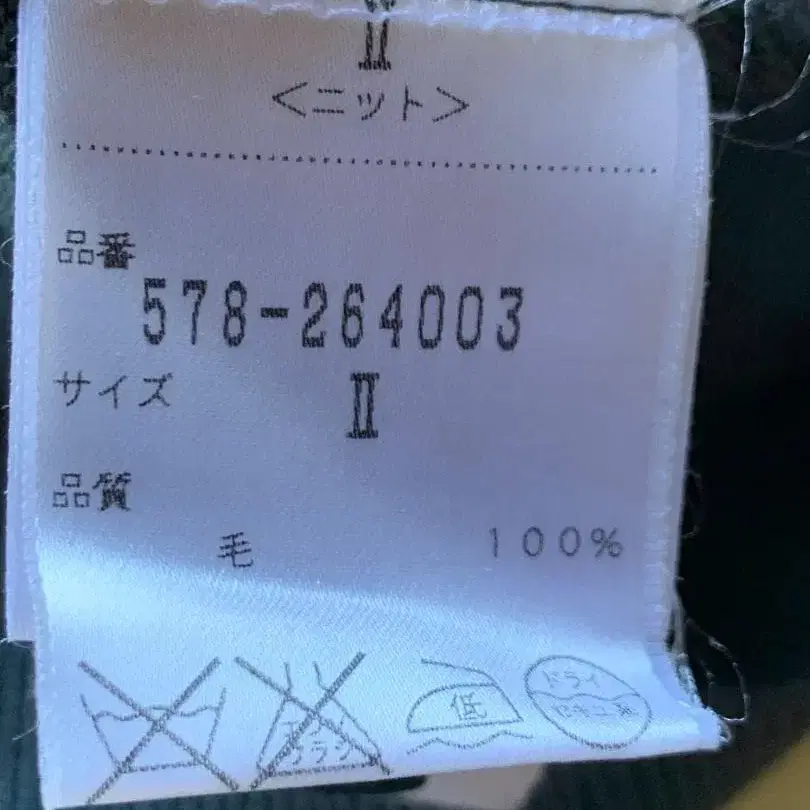 II
<ニット>
品番
578-264003
サイズ
II
品質
毛 100%
低
ドライ